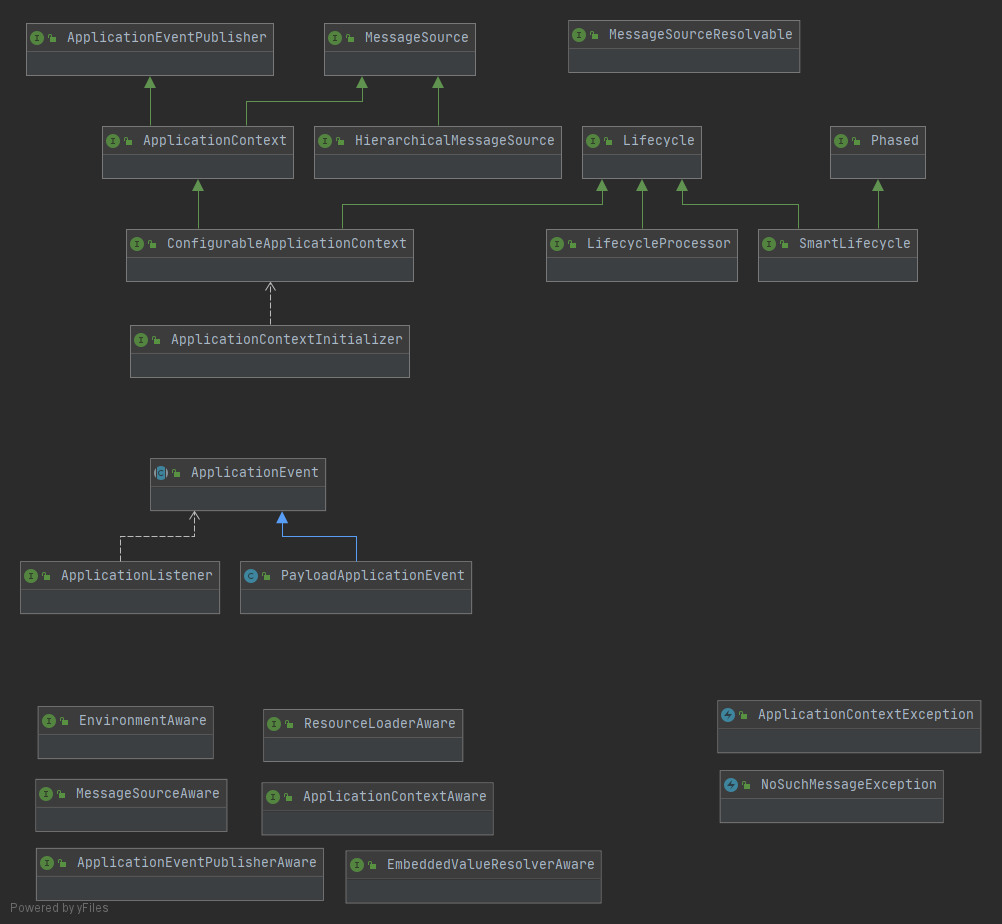 ApplicationEventPublisher
MessageSource
MessageSourceResolvable
ApplicationContext
HierarchicalMessageSource
Lifecycle
Phased
ConfigurableApplicationContext
LifecycleProcessor
SmartLifecycle
ApplicationContextInitializer
ApplicationEvent
ApplicationListener
PayloadApplicationEvent
EnvironmentAware
ResourceLoaderAware
ApplicationContextException
MessageSourceAware
ApplicationContextAware
NoSuchMessageException
ApplicationEventPublisherAware
EmbeddedValueResolverAware
Powered by yFiles